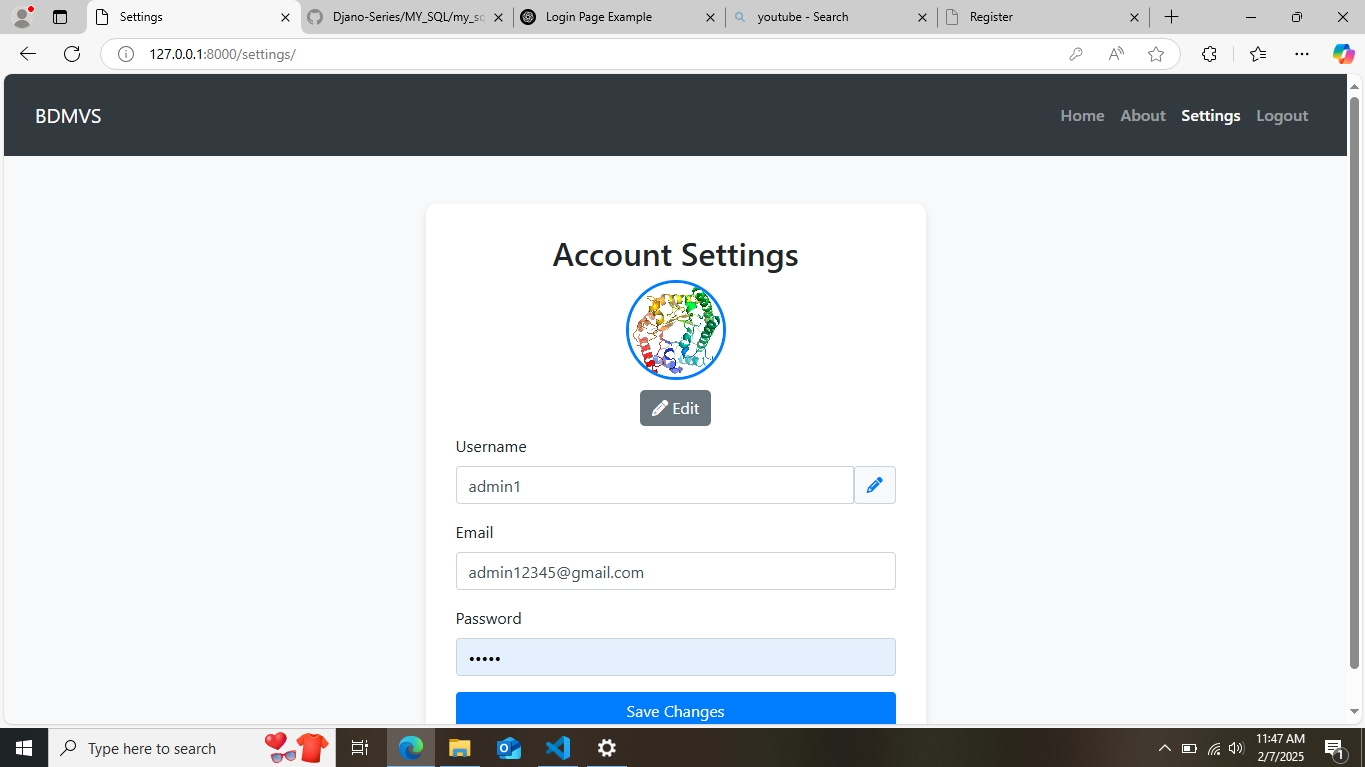 Settings
Djano-Series/MY_SQL/my_sq
Login Page Example
youtube - Search
Register
127.0.0.1:8000/settings/
BDMVS
Home About Settings Logout
Account Settings
Edit
Username
admin1
Email
admin12345@gmail.com
Password
•••••
Save Changes
Type here to search
11:47 AM
2/7/2025
1